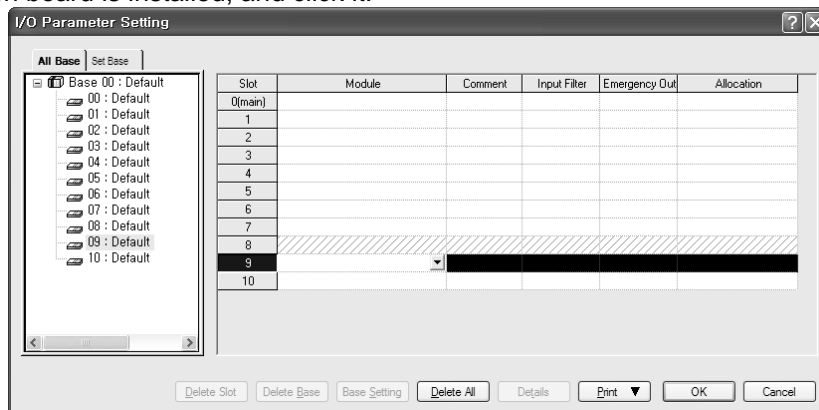 n board is installed, and click it.
I/O Parameter Setting
All Base Set Base
Base 00 : Default
00 : Default
01 : Default
02 : Default
03 : Default
04 : Default
05 : Default
06 : Default
07 : Default
08 : Default
09 : Default
10 : Default
Slot Module Comment Input Filter Emergency Out Allocation
0(main)
1
2
3
4
5
6
7
8
9
10
Delete Slot Delete Base Base Setting Delete All Details Print ▼ OK Cancel